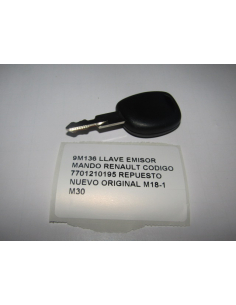 9M136 LLAVE EMISOR
MANDO RENAULT CODIGO
7701210195 REPUESTO
NUEVO ORIGINAL M18-1
M30